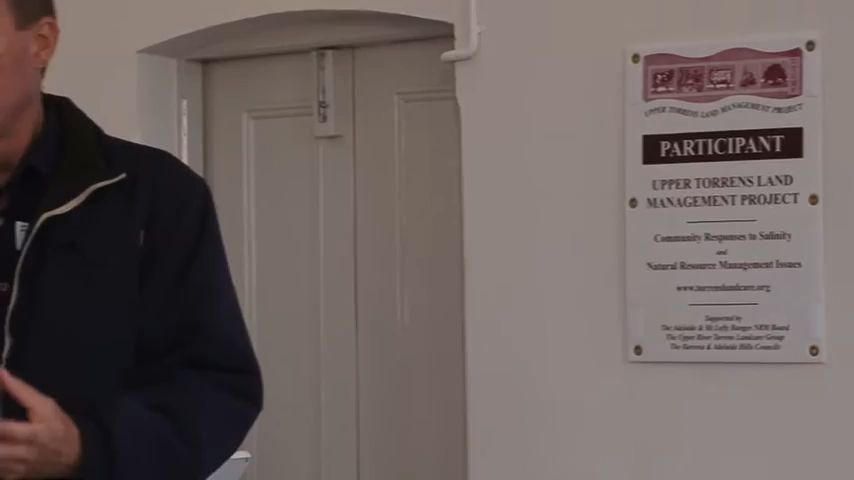 UPPER TORRENS LAND MANAGEMENT PROJECT
PARTICIPANT
UPPER TORRENS LAND
MANAGEMENT PROJECT
Community Responses to Salinity
and
Natural Resource Management Issues
www.torrenslandcare.org
Supported by
the Adelaide & Mt Lofty Ranges NRM Board
The Upper River Torrens Landcare Group
The Barossa & Adelaide Hills Councils